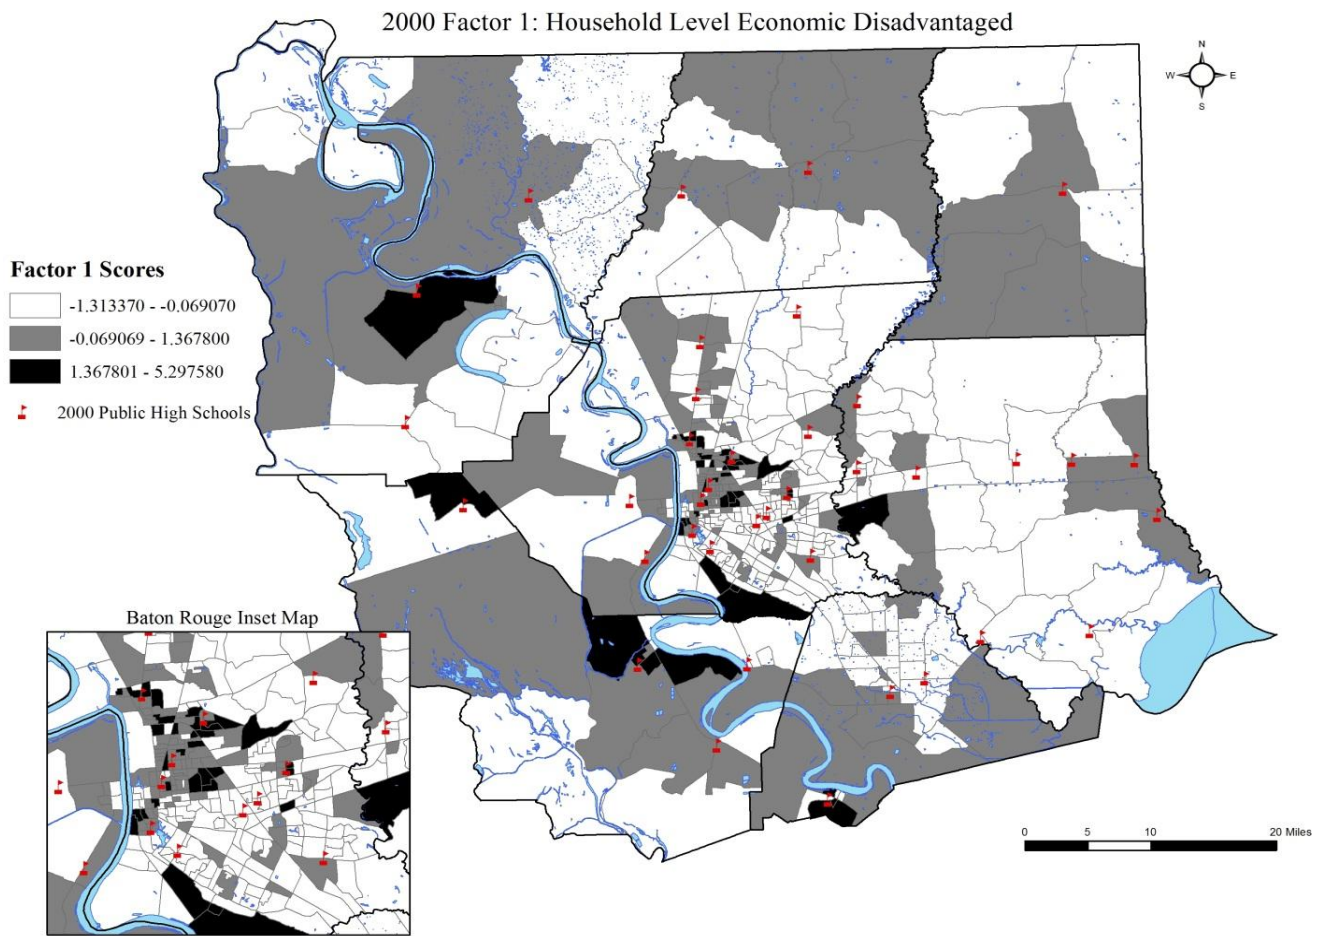 2000 Factor 1: Household Level Economic Disadvantaged
N
W E
S
Factor 1 Scores
-1.313370 - -0.069070
-0.069069 - 1.367800
1.367801 - 5.297580
2000 Public High Schools
Baton Rouge Inset Map
0 5 10 20 Miles